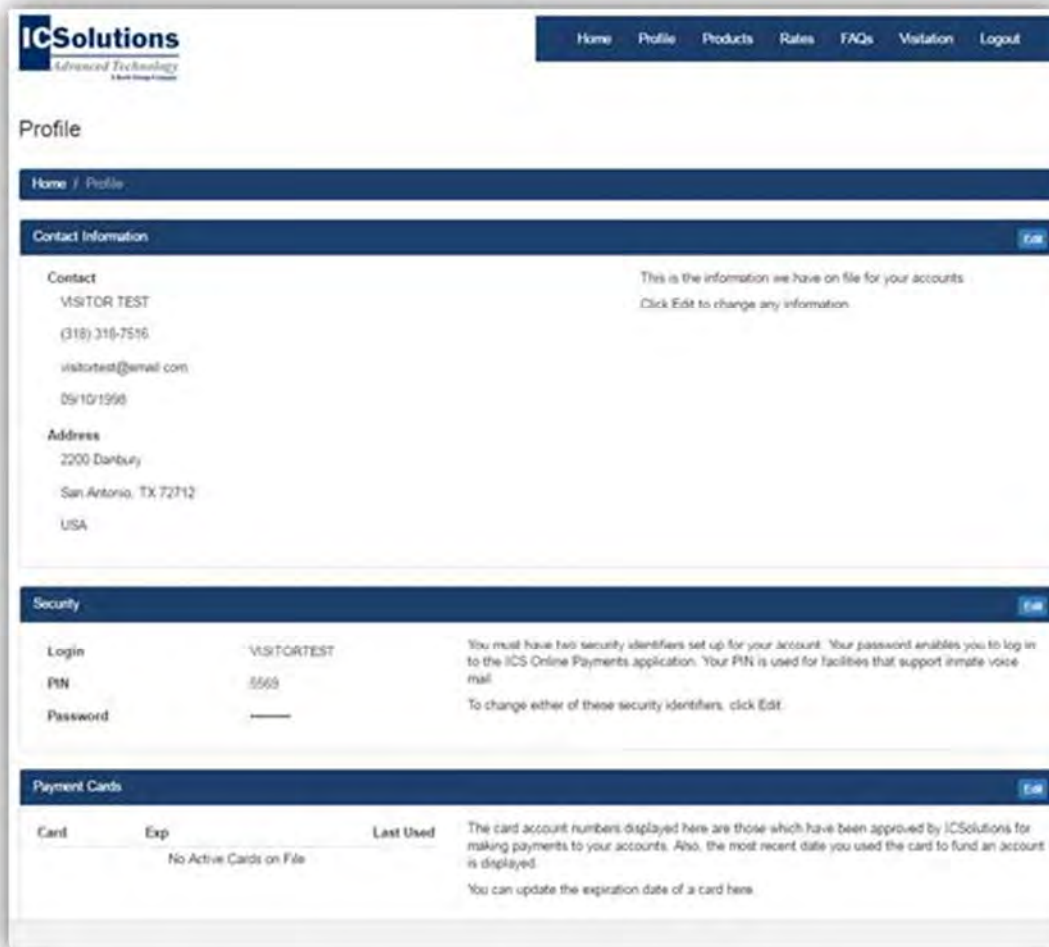 ICSolutions
Advanced Technology
Home Profile Products Rates FAQs Visitation Logout
Profile
Home / Profile
Contact Information Edit
Contact
VISITOR TEST
(318) 318-7516
visitortest@email.com
09/10/1998
This is the information we have on file for your accounts
Click Edit to change any information
Address
2200 Danbury
San Antonio, TX 72712
USA
Security Edit
Login VISITORTEST
PIN 5569
Password
You must have two security identifiers set up for your account. Your password enables you to log in
to the ICS Online Payments application. Your PIN is used for facilities that support inmate voice
mail
To change either of these security identifiers, click Edit
Payment Cards Edit
Card Exp Last Used
No Active Cards on File
The card account numbers displayed here are those which have been approved by ICSolutions for
making payments to your accounts. Also, the most recent date you used the card to fund an account
is displayed.
You can update the expiration date of a card here